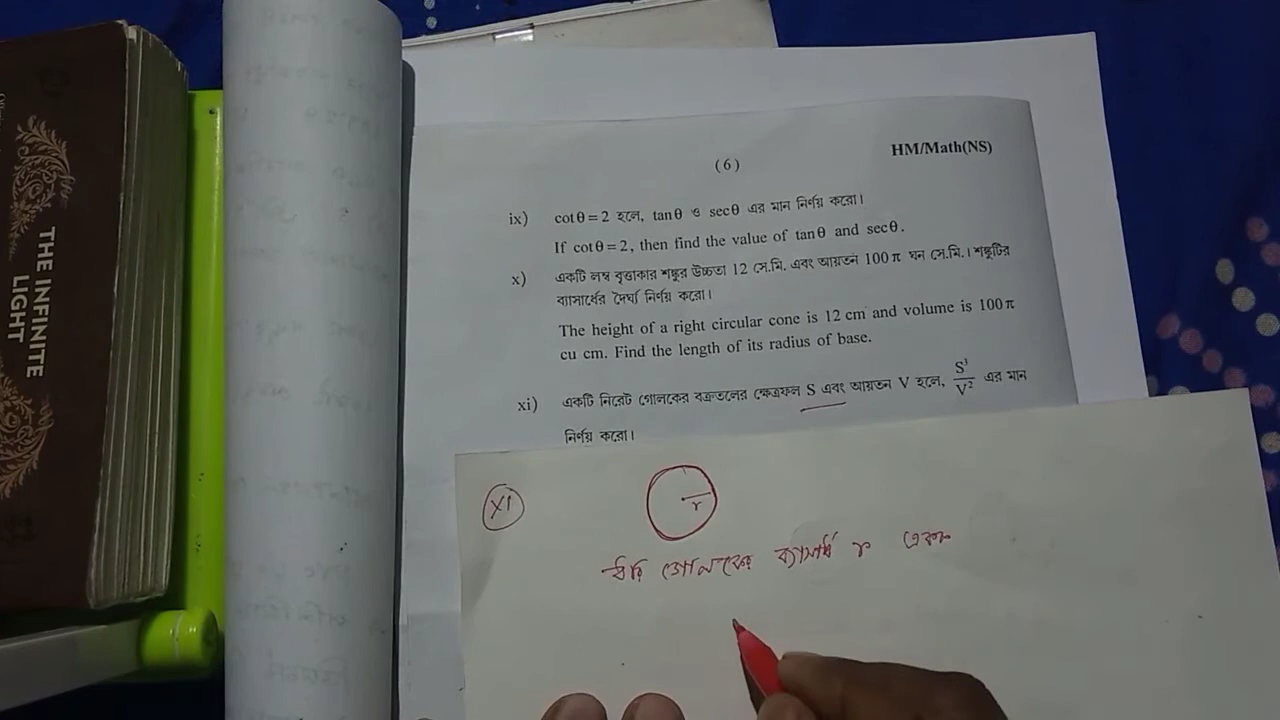 THE INFINITE
LIGHT
HM/Math(NS)
(6)
ix) cotθ=2 হলে, tanθ ও secθ এর মান নির্ণয় করো।
If cotθ=2, then find the value of tanθ and secθ.
x) একটি লম্ব বৃত্তাকার শঙ্কুর উচ্চতা 12 সে.মি. এবং আয়তন 100π ঘন সে.মি.। শঙ্কুটির
ব্যাসার্ধের দৈর্ঘ্য নির্ণয় করো।
The height of a right circular cone is 12 cm and volume is 100π
cu cm. Find the length of its radius of base.
xi) একটি নিরেট গোলকের বক্রতলের ক্ষেত্রফল S এবং আয়তন V হলে, S³/V² এর মান
নির্ণয় করো।
XI
r
ধরি গোলকের ব্যাসার্ধ r একক